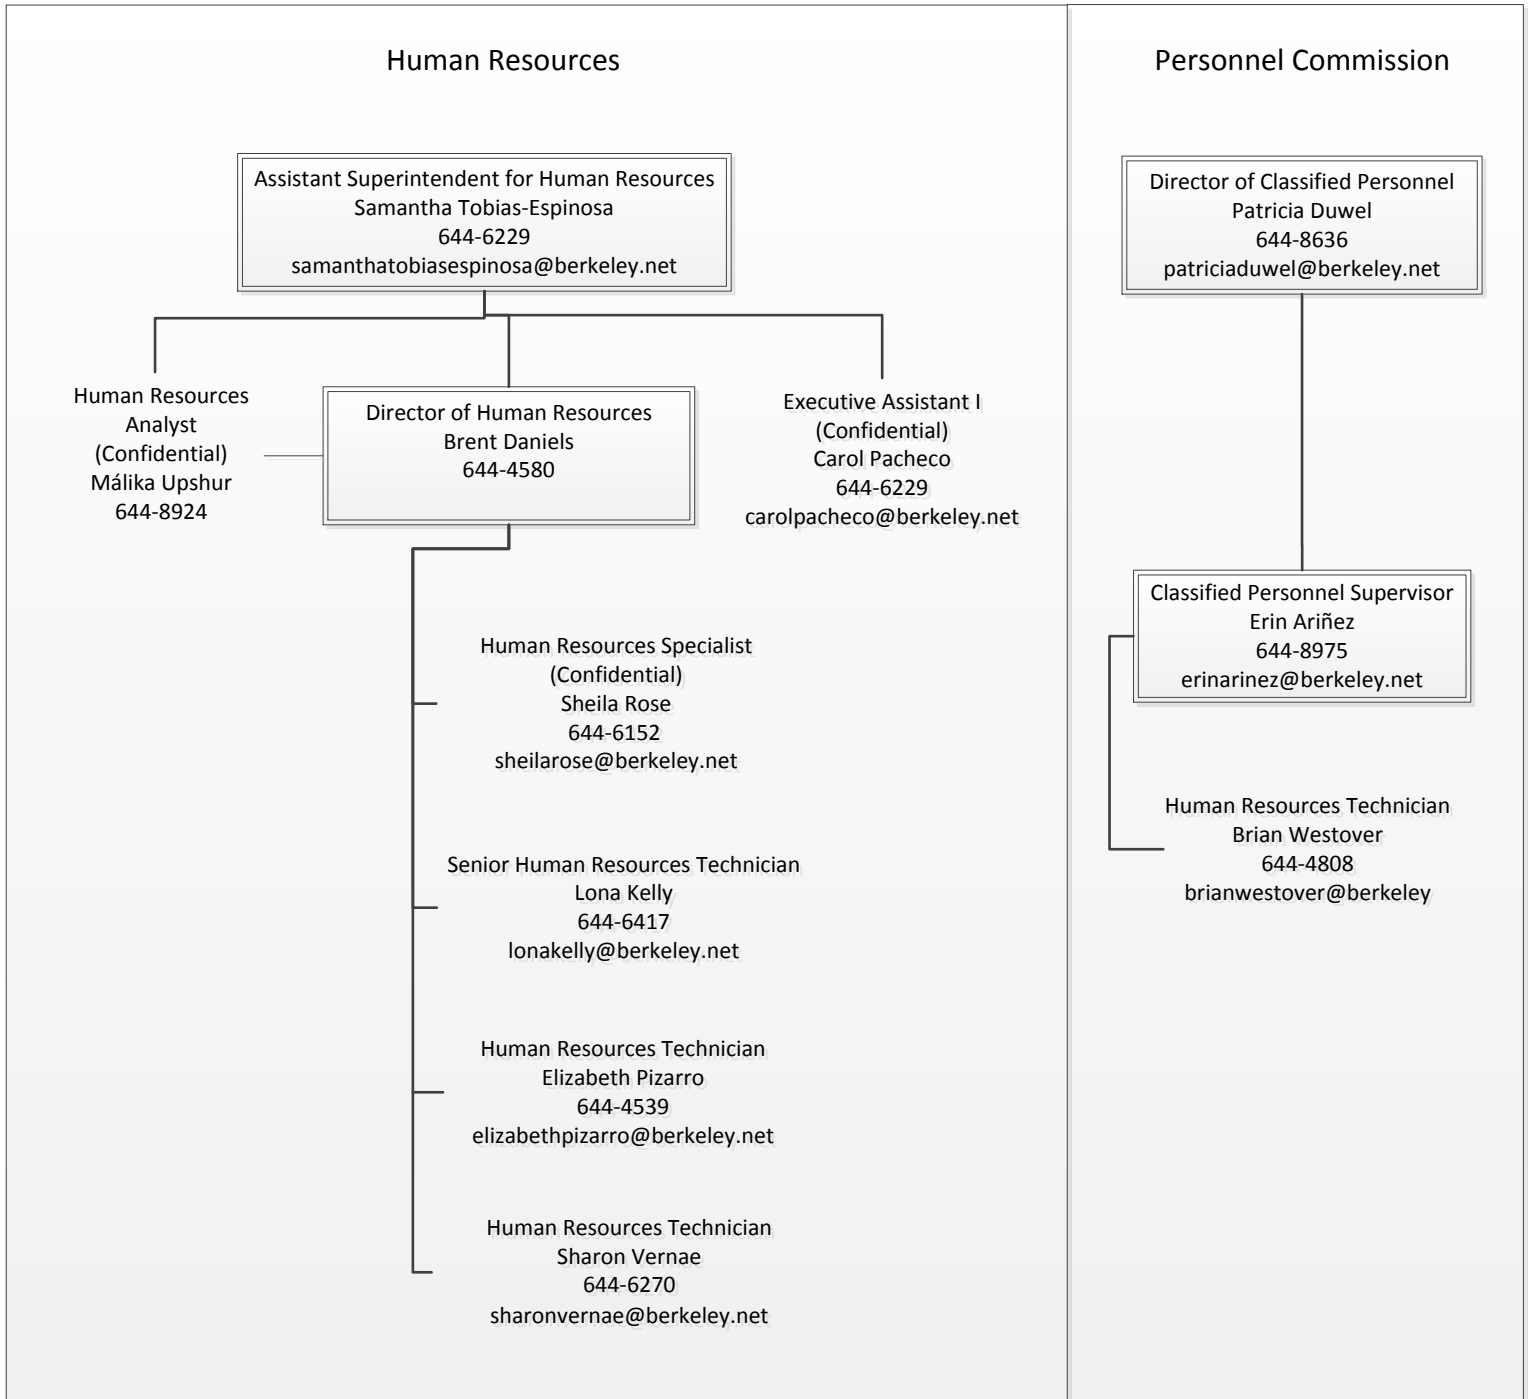 Human Resources
Assistant Superintendent for Human Resources
Samantha Tobias-Espinosa
644-6229
samanthatobiasespinosa@berkeley.net
Human Resources
Analyst
(Confidential)
Málika Upshur
644-8924
Director of Human Resources
Brent Daniels
644-4580
Executive Assistant I
(Confidential)
Carol Pacheco
644-6229
carolpacheco@berkeley.net
Human Resources Specialist
(Confidential)
Sheila Rose
644-6152
sheilarose@berkeley.net
Senior Human Resources Technician
Lona Kelly
644-6417
lonakelly@berkeley.net
Human Resources Technician
Elizabeth Pizarro
644-4539
elizabethpizarro@berkeley.net
Human Resources Technician
Sharon Vernae
644-6270
sharonvernae@berkeley.net
Personnel Commission
Director of Classified Personnel
Patricia Duwel
644-8636
patriciaduwel@berkeley.net
Classified Personnel Supervisor
Erin Ariñez
644-8975
erinarinez@berkeley.net
Human Resources Technician
Brian Westover
644-4808
brianwestover@berkeley